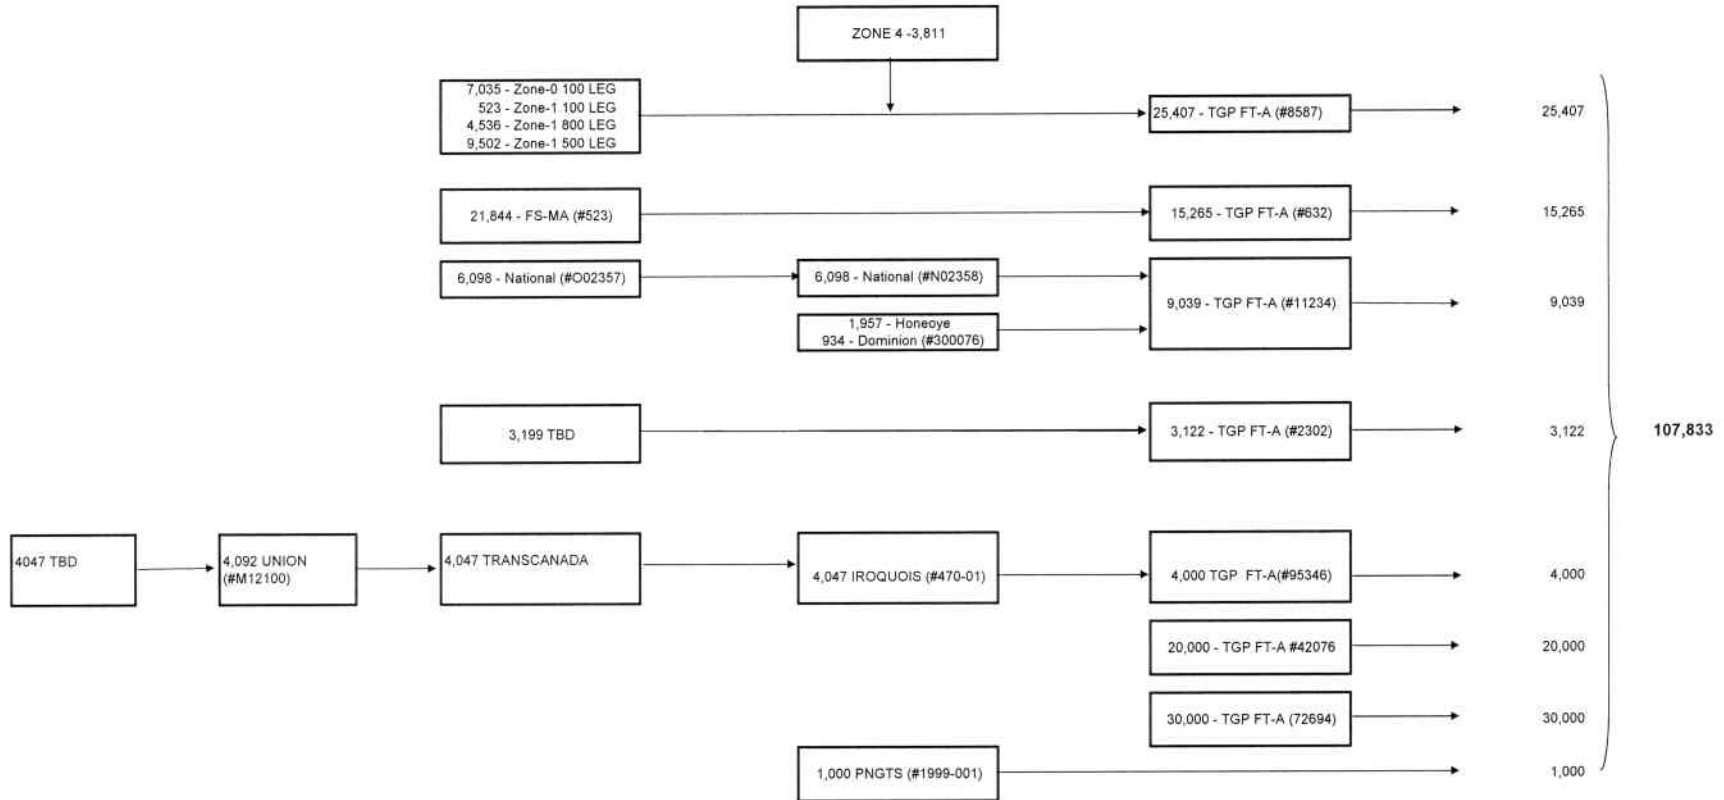 ZONE 4 -3,811
7,035 - Zone-0 100 LEG
523 - Zone-1 100 LEG
4,536 - Zone-1 800 LEG
9,502 - Zone-1 500 LEG
25,407 - TGP FT-A (#8587)
25,407
21,844 - FS-MA (#523)
15,265 - TGP FT-A (#632)
15,265
6,098 - National (#O02357)
6,098 - National (#N02358)
9,039 - TGP FT-A (#11234)
9,039
1,957 - Honeoye
934 - Dominion (#300076)
3,199 TBD
3,122 - TGP FT-A (#2302)
3,122
107,833
4047 TBD
4,092 UNION
(#M12100)
4,047 TRANSCANADA
4,047 IROQUOIS (#470-01)
4,000 TGP FT-A(#95346)
4,000
20,000 - TGP FT-A #42076
20,000
30,000 - TGP FT-A (72694)
30,000
1,000 PNGTS (#1999-001)
1,000